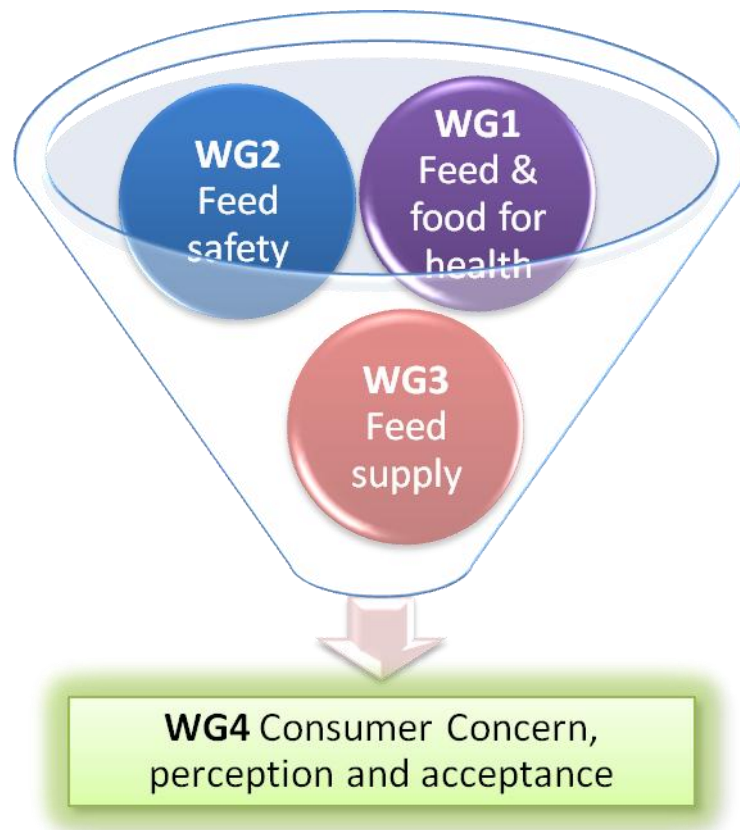 WG2
Feed
safety
WG1
Feed &
food for
health
WG3
Feed
supply
WG4 Consumer Concern,
perception and acceptance